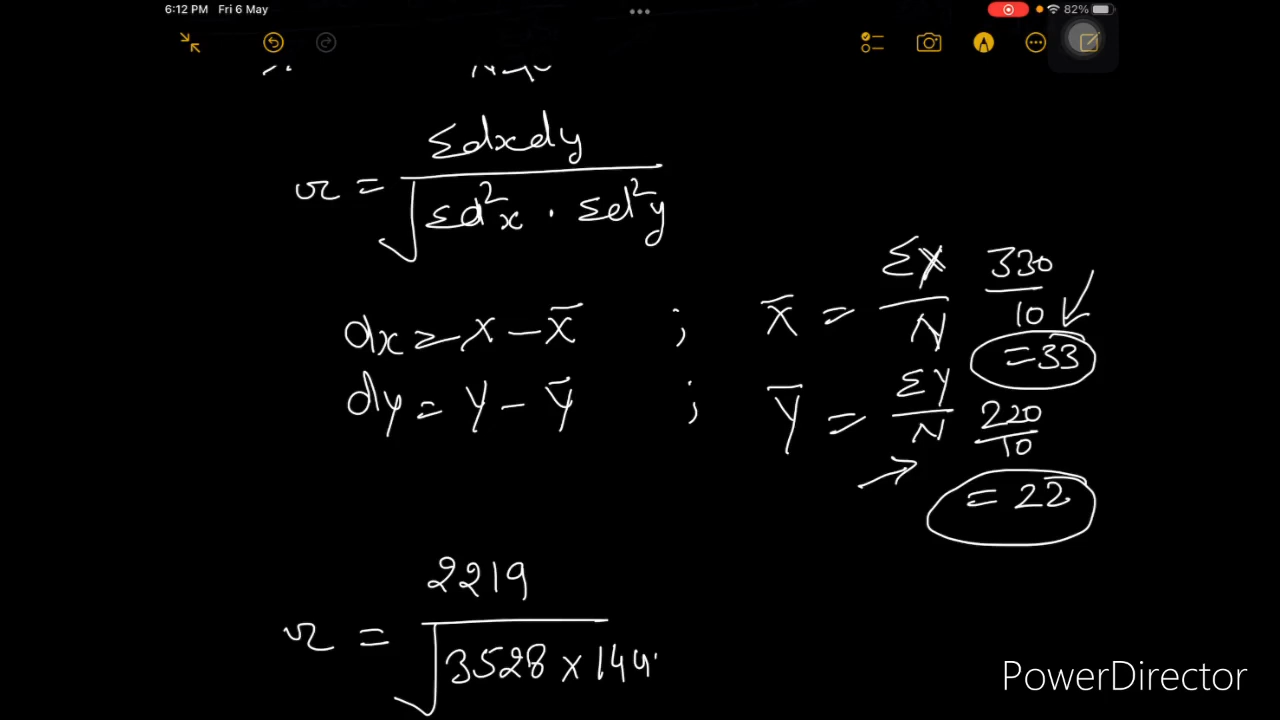 6:12 PM Fri 6 May 82%
r = Σdxdy / √(Σd²x · Σd²y)
dx = X − X̄ ; X̄ = ΣX / N 330 / 10 = 33
dy = Y − Ȳ ; Ȳ = ΣY / N 220 / 10 = 22
r = 2219 / √(3528 × 144
PowerDirector